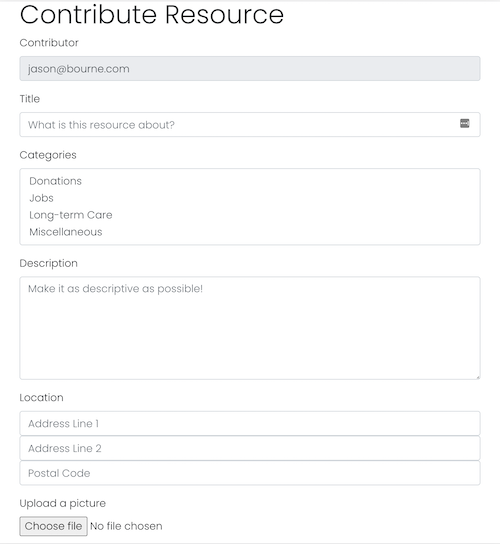 Contribute Resource
Contributor
jason@bourne.com
Title
What is this resource about?
Categories
Donations
Jobs
Long-term Care
Miscellaneous
Description
Make it as descriptive as possible!
Location
Address Line 1
Address Line 2
Postal Code
Upload a picture
Choose file No file chosen